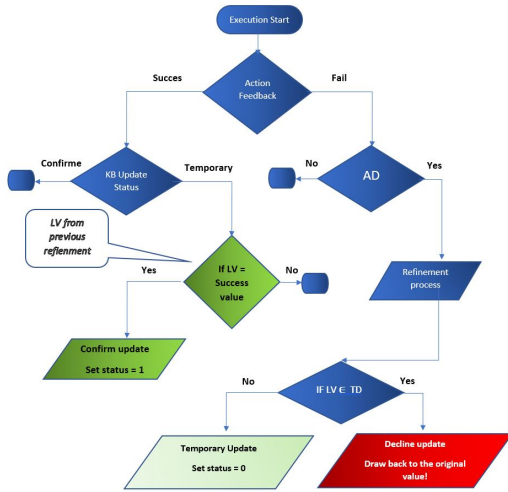 Execution Start
Action
Feedback
Succes
Fail
Confirme
KB Update
Status
Temporary
No
AD
Yes
LV from
previous
refienment
If LV =
Success
value
Yes
No
Refinement
process
Confirm update
Set status = 1
No
IF LV ∈ TD
Yes
Temporary Update
Set status = 0
Decline update
Draw back to the original
value!